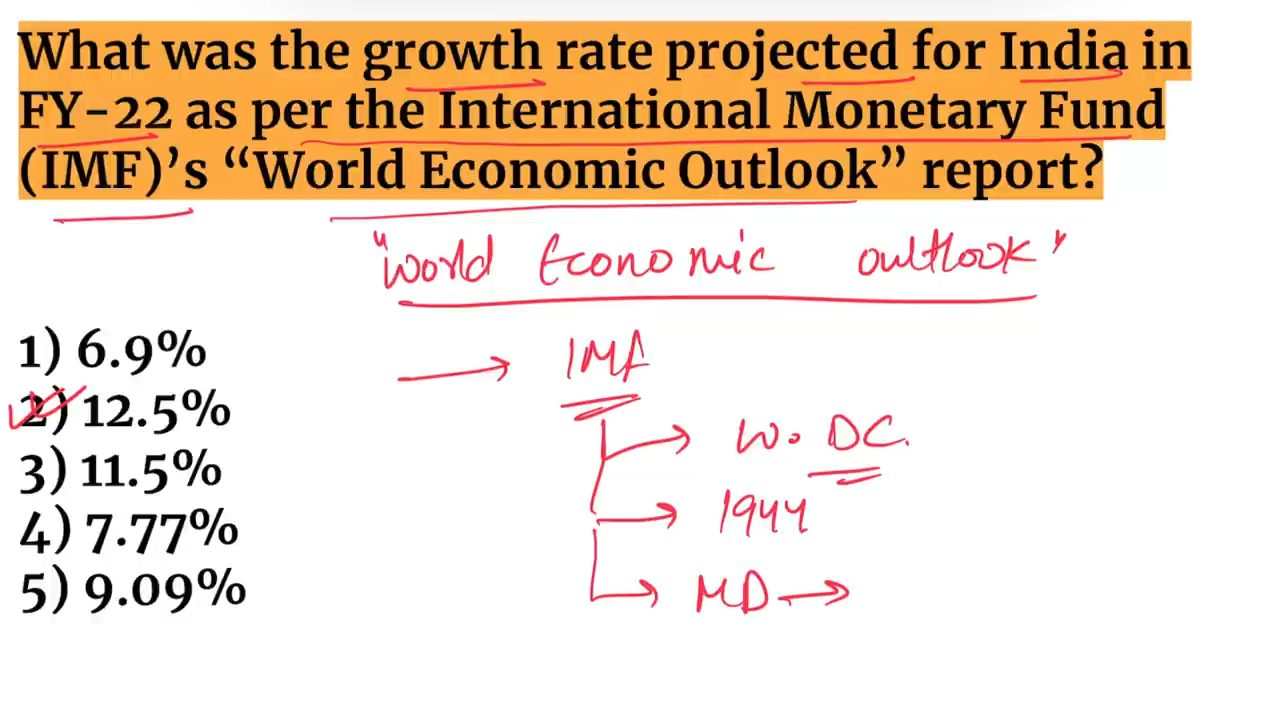 What was the growth rate projected for India in
FY-22 as per the International Monetary Fund
(IMF)’s “World Economic Outlook” report?
"World Economic outlook"
1) 6.9%
IMF
2) 12.5%
W. DC.
3) 11.5%
1944
4) 7.77%
5) 9.09%
MD